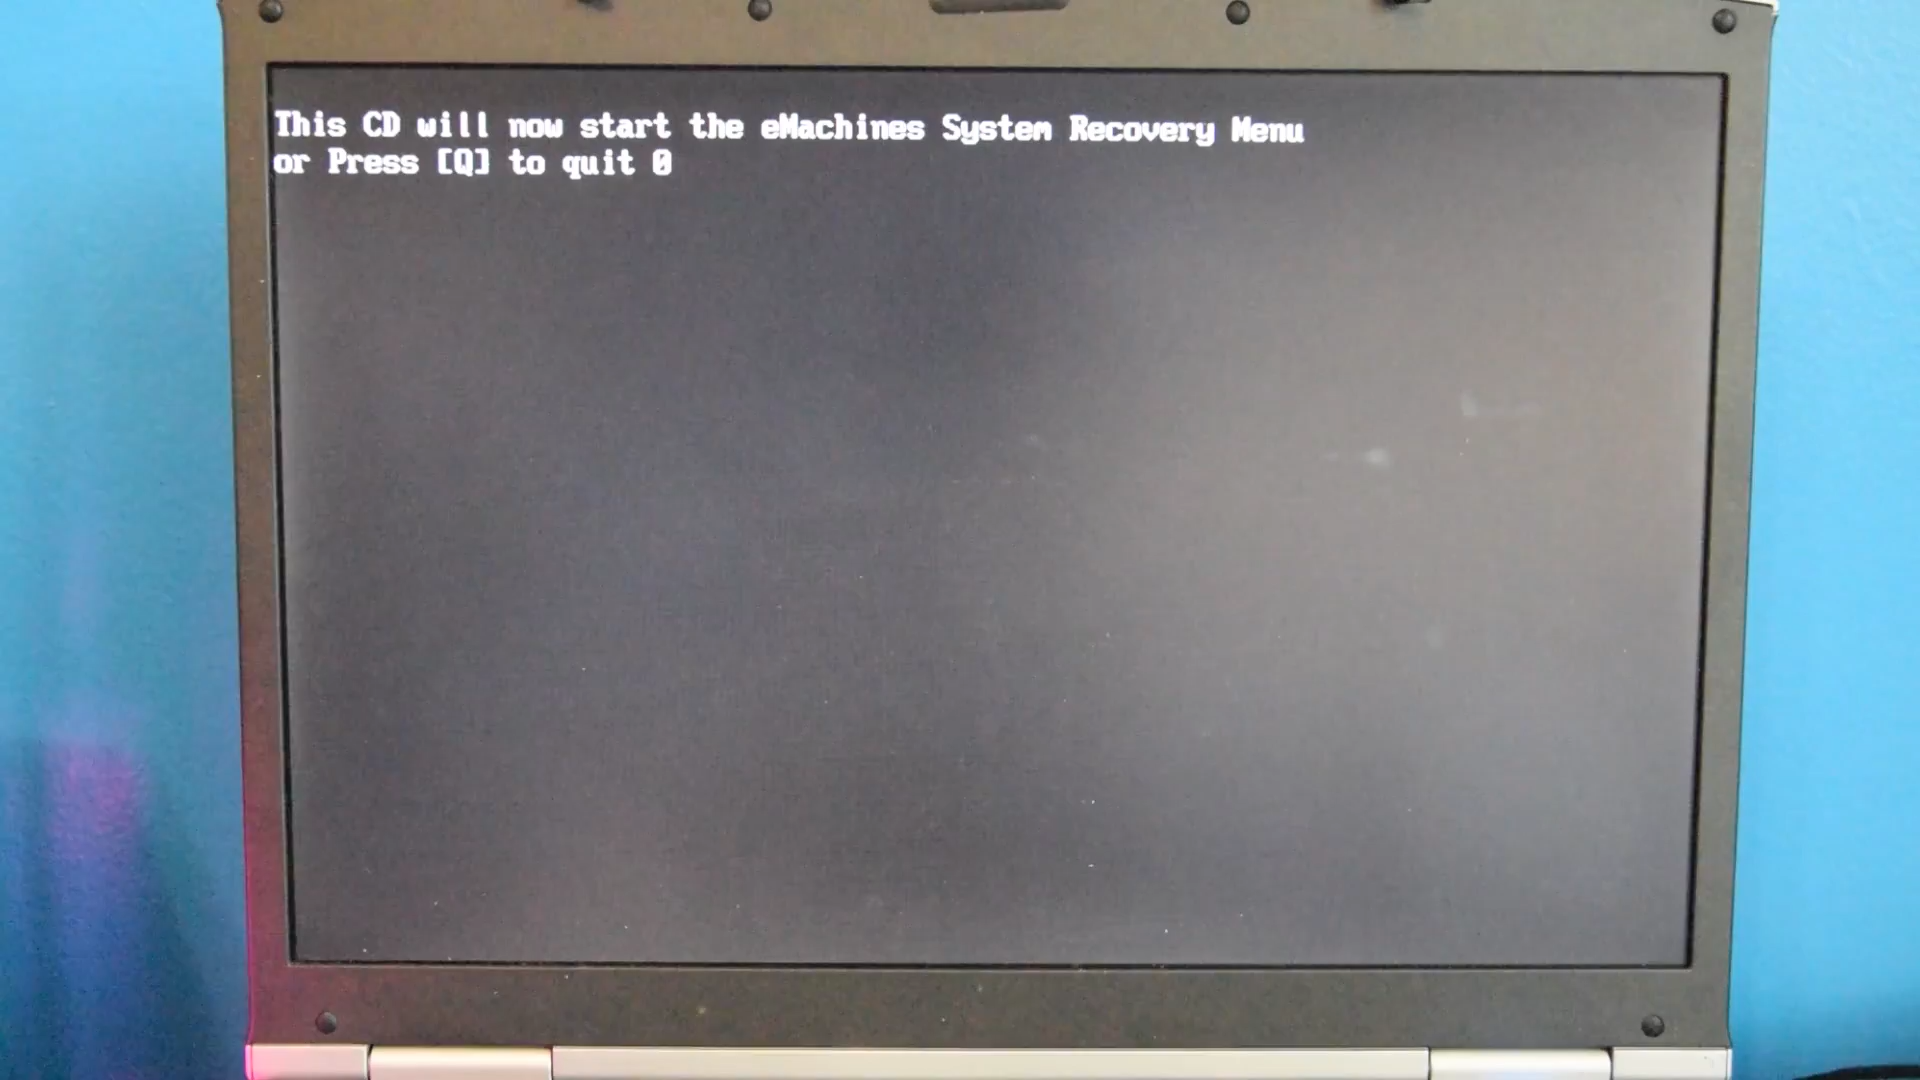 This CD will now start the eMachines System Recovery Menu
or Press [Q] to quit 0